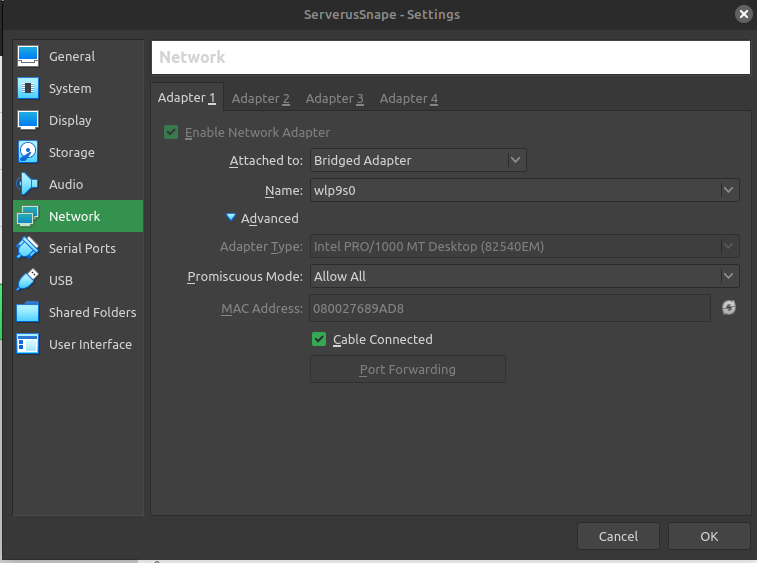 ServerusSnape - Settings
General
System
Display
Storage
Audio
Network
Serial Ports
USB
Shared Folders
User Interface
Network
Adapter 1 Adapter 2 Adapter 3 Adapter 4
Enable Network Adapter
Attached to: Bridged Adapter
Name: wlp9s0
Advanced
Adapter Type: Intel PRO/1000 MT Desktop (82540EM)
Promiscuous Mode: Allow All
MAC Address: 080027689AD8
Cable Connected
Port Forwarding
Cancel OK